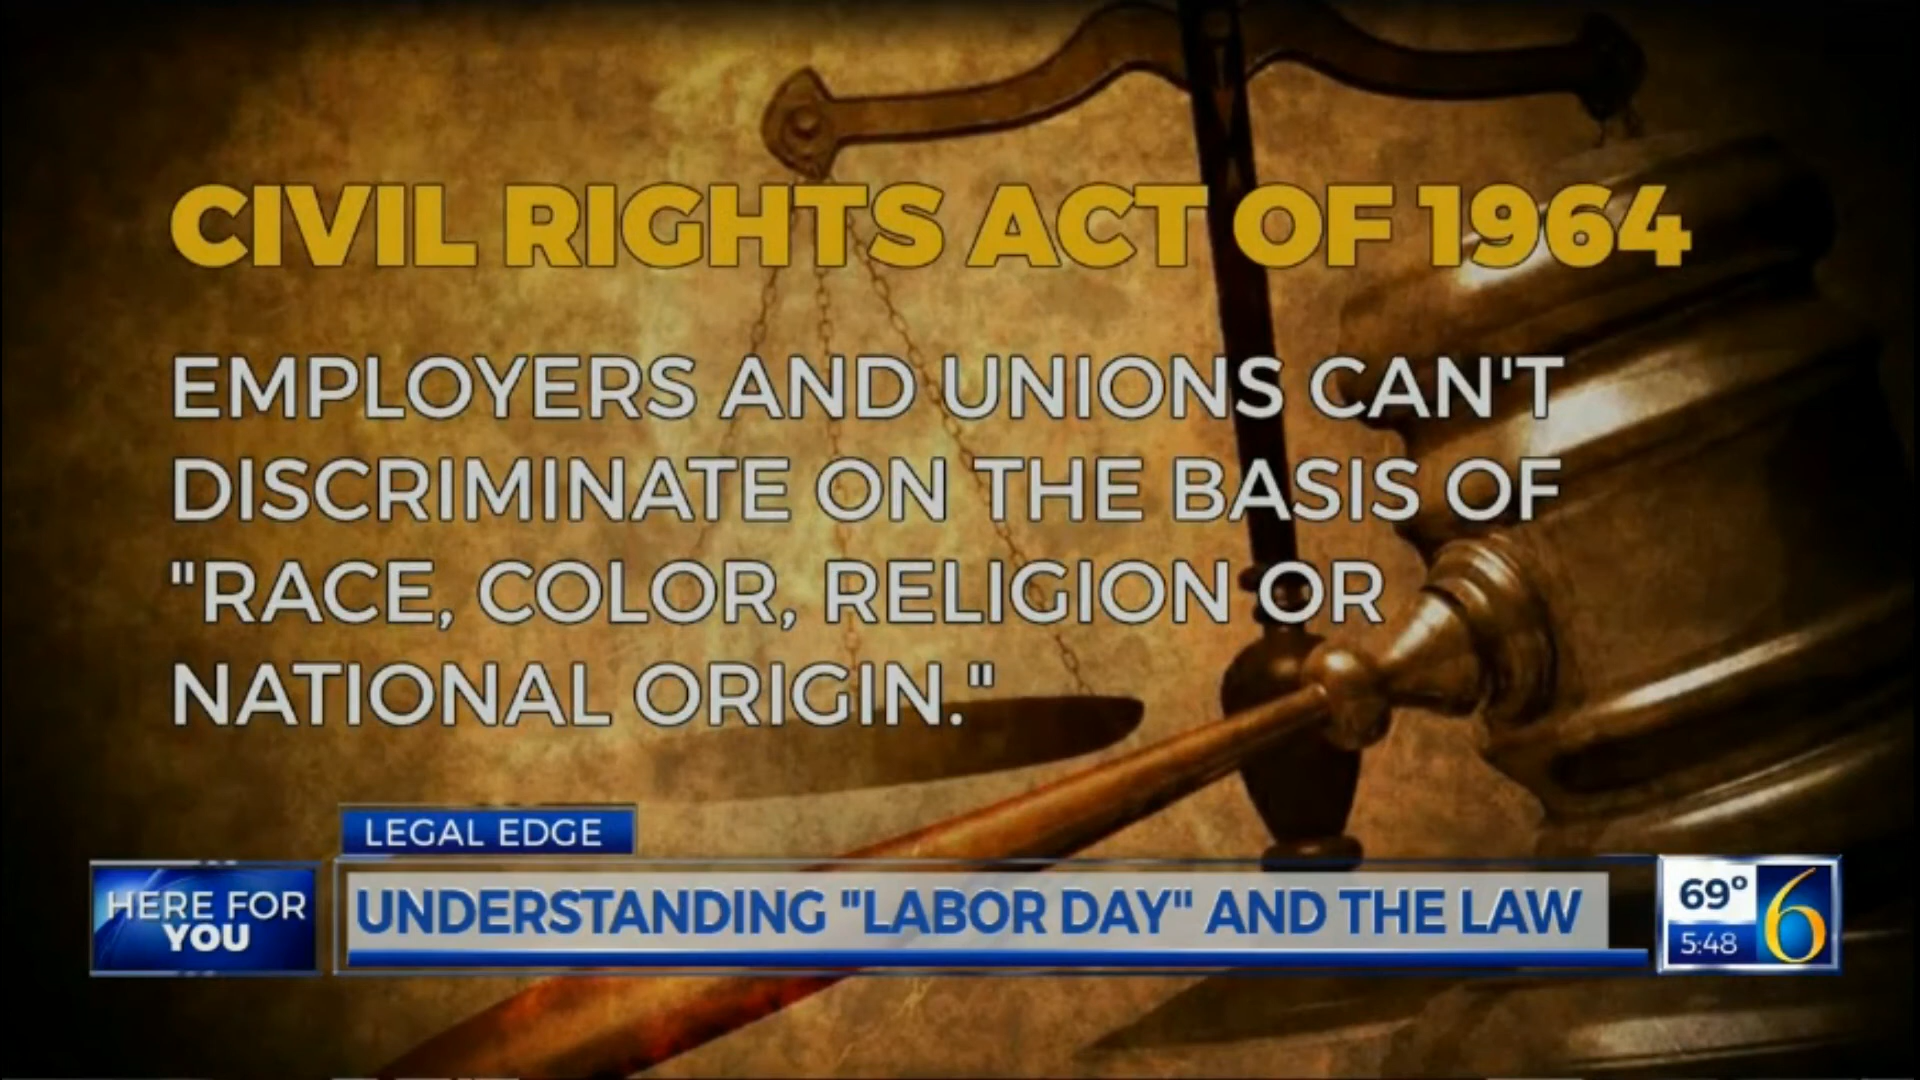 CIVIL RIGHTS ACT OF 1964
EMPLOYERS AND UNIONS CAN'T
DISCRIMINATE ON THE BASIS OF
"RACE, COLOR, RELIGION OR
NATIONAL ORIGIN."
LEGAL EDGE
HERE FOR
YOU
UNDERSTANDING "LABOR DAY" AND THE LAW
69°
5:48
6